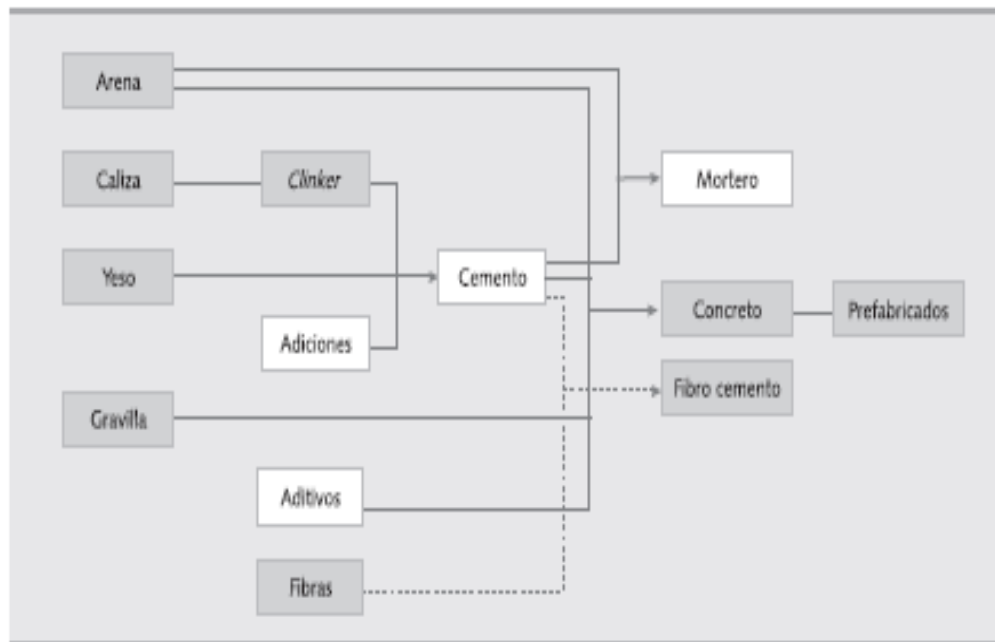 Arena
Caliza
Clinker
Mortero
Yeso
Cemento
Adiciones
Concreto
Prefabricados
Fibro cemento
Gravilla
Aditivos
Fibras